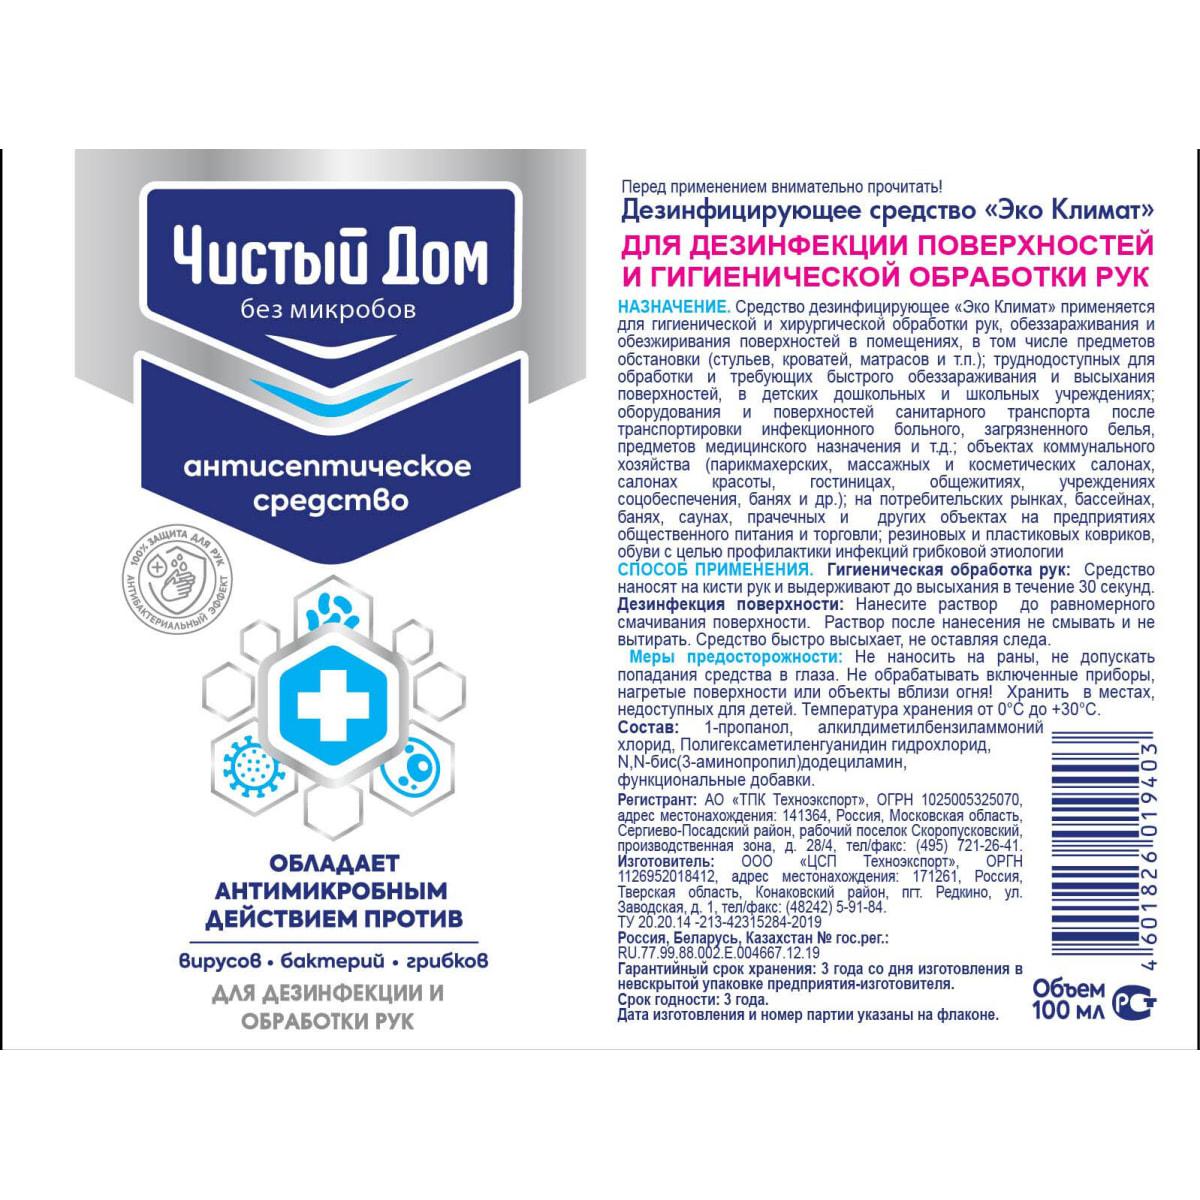 Чистый Дом
без микробов
антисептическое
средство
100% ЗАЩИТА ДЛЯ РУК
АНТИБАКТЕРИАЛЬНЫЙ ЭФФЕКТ
ОБЛАДАЕТ
АНТИМИКРОБНЫМ
ДЕЙСТВИЕМ ПРОТИВ
вирусов • бактерий • грибков
ДЛЯ ДЕЗИНФЕКЦИИ И
ОБРАБОТКИ РУК
Перед применением внимательно прочитать!
Дезинфицирующее средство «Эко Климат»
ДЛЯ ДЕЗИНФЕКЦИИ ПОВЕРХНОСТЕЙ
И ГИГИЕНИЧЕСКОЙ ОБРАБОТКИ РУК
НАЗНАЧЕНИЕ. Средство дезинфицирующее «Эко Климат» применяется
для гигиенической и хирургической обработки рук, обеззараживания и
обезжиривания поверхностей в помещениях, в том числе предметов
обстановки (стульев, кроватей, матрасов и т.п.); труднодоступных для
обработки и требующих быстрого обеззараживания и высыхания
поверхностей, в детских дошкольных и школьных учреждениях;
оборудования и поверхностей санитарного транспорта после
транспортировки инфекционного больного, загрязненного белья,
предметов медицинского назначения и т.д.; объектах коммунального
хозяйства (парикмахерских, массажных и косметических салонах,
салонах красоты, гостиницах, общежитиях, учреждениях
соцобеспечения, банях и др.); на потребительских рынках, бассейнах,
банях, саунах, прачечных и других объектах на предприятиях
общественного питания и торговли; резиновых и пластиковых ковриков,
обуви с целью профилактики инфекций грибковой этиологии
СПОСОБ ПРИМЕНЕНИЯ. Гигиеническая обработка рук: Средство
наносят на кисти рук и выдерживают до высыхания в течение 30 секунд.
Дезинфекция поверхности: Нанесите раствор до равномерного
смачивания поверхности. Раствор после нанесения не смывать и не
вытирать. Средство быстро высыхает, не оставляя следа.
Меры предосторожности: Не наносить на раны, не допускать
попадания средства в глаза. Не обрабатывать включенные приборы,
нагретые поверхности или объекты вблизи огня! Хранить в местах,
недоступных для детей. Температура хранения от 0°С до +30°С.
Состав: 1-пропанол, алкилдиметилбензиламмоний
хлорид, Полигексаметиленгуанидин гидрохлорид,
N,N-бис(3-аминопропил)додециламин,
функциональные добавки.
Регистрант: АО «ТПК Техноэкспорт», ОГРН 1025005325070,
адрес местонахождения: 141364, Россия, Московская область,
Сергиево-Посадский район, рабочий поселок Скоропусковский,
производственная зона, д. 28/4, тел/факс: (495) 721-26-41.
Изготовитель: ООО «ЦСП Техноэкспорт», ОРГН
1126952018412, адрес местонахождения: 171261, Россия,
Тверская область, Конаковский район, пгт. Редкино, ул.
Заводская, д. 1, тел/факс: (48242) 5-91-84.
ТУ 20.20.14 -213-42315284-2019
Россия, Беларусь, Казахстан № гос.рег.:
RU.77.99.88.002.Е.004667.12.19
Гарантийный срок хранения: 3 года со дня изготовления в
невскрытой упаковке предприятия-изготовителя.
Срок годности: 3 года.
Дата изготовления и номер партии указаны на флаконе.
4 601826 019403
Объем
100 мл
РСТ